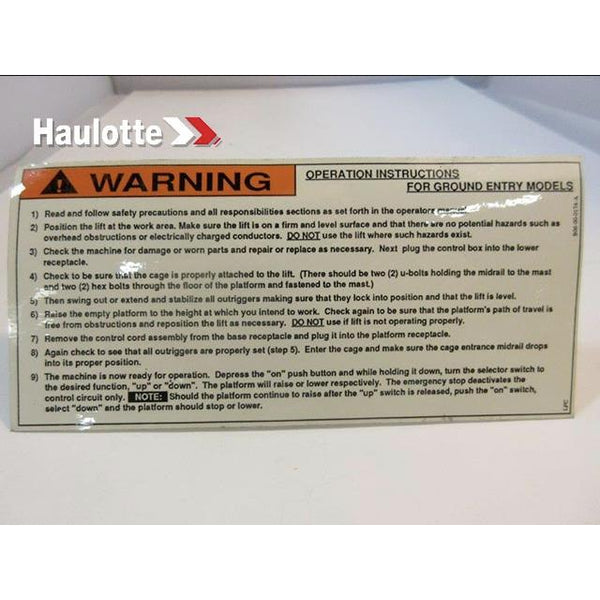 Haulotte
WARNING
OPERATION INSTRUCTIONS
FOR GROUND ENTRY MODELS
1) Read and follow safety precautions and all responsibilities sections as set forth in the operators manual.
2) Position the lift at the work area. Make sure the lift is on a firm and level surface and that there are no potential hazards such as
overhead obstructions or electrically charged conductors. DO NOT use the lift where such hazards exist.
3) Check the machine for damage or worn parts and repair or replace as necessary. Next plug the control box into the lower
receptacle.
4) Check to be sure that the cage is properly attached to the lift. (There should be two (2) u-bolts holding the midrail to the mast
and two (2) hex bolts through the floor of the platform and fastened to the mast.)
5) Then swing out or extend and stabilize all outriggers making sure that they lock into position and that the lift is level.
6) Raise the empty platform to the height at which you intend to work. Check again to be sure that the platform's path of travel is
free from obstructions and reposition the lift as necessary. DO NOT use if lift is not operating properly.
7) Remove the control cord assembly from the base receptacle and plug it into the platform receptacle.
8) Again check to see that all outriggers are properly set (step 5). Enter the cage and make sure the cage entrance midrail drops
into its proper position.
9) The machine is now ready for operation. Depress the "on" push button and while holding it down, turn the selector switch to
the desired function, "up" or "down". The platform will raise or lower respectively. The emergency stop deactivates the
control circuit only. NOTE: Should the platform continue to raise after the "up" switch is released, push the "on" switch,
select "down" and the platform should stop or lower.
LPC